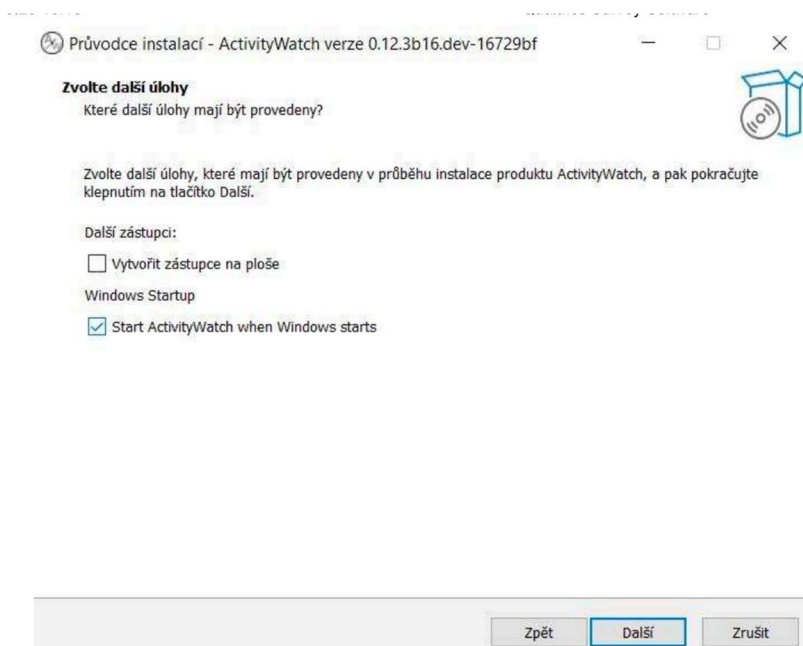 Průvodce instalací - ActivityWatch verze 0.12.3b16.dev-16729bf
Zvolte další úlohy
Které další úlohy mají být provedeny?
Zvolte další úlohy, které mají být provedeny v průběhu instalace produktu ActivityWatch, a pak pokračujte
klepnutím na tlačítko Další.
Další zástupci:
Vytvořit zástupce na ploše
Windows Startup
Start ActivityWatch when Windows starts
Zpět Další Zrušit